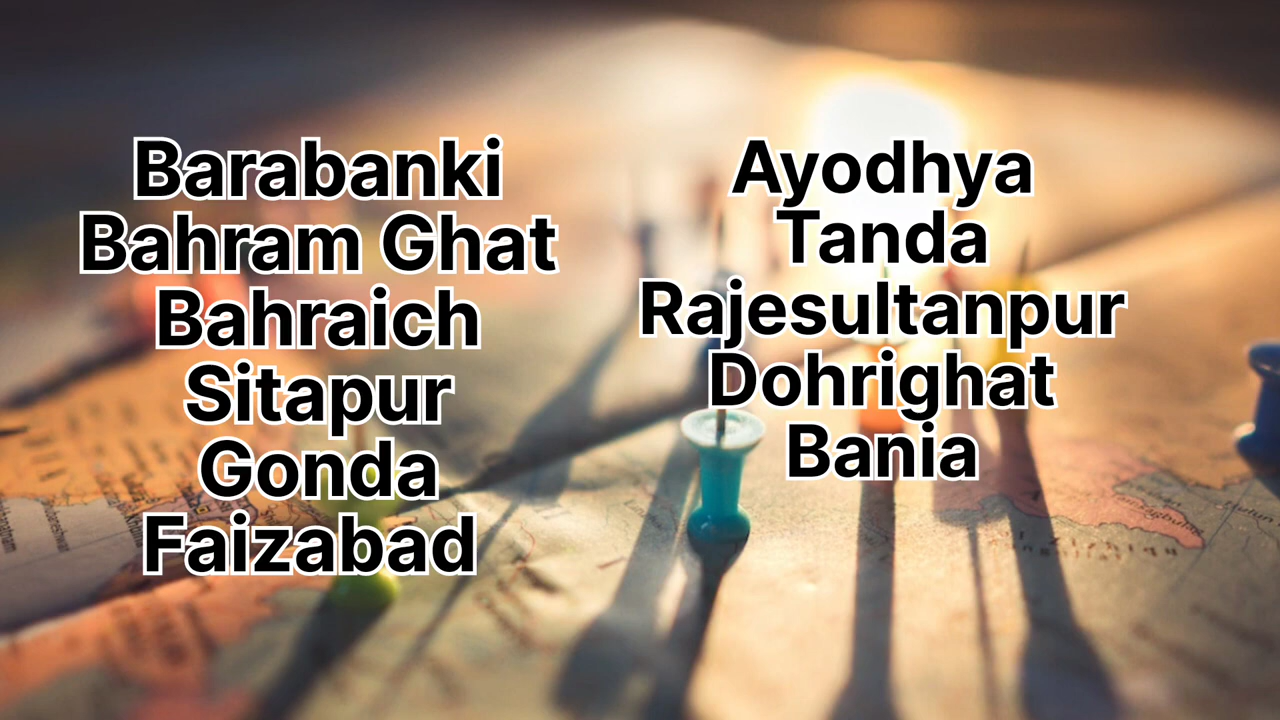 Barabanki
Bahram Ghat
Bahraich
Sitapur
Gonda
Faizabad
Ayodhya
Tanda
Rajesultanpur
Dohrighat
Bania